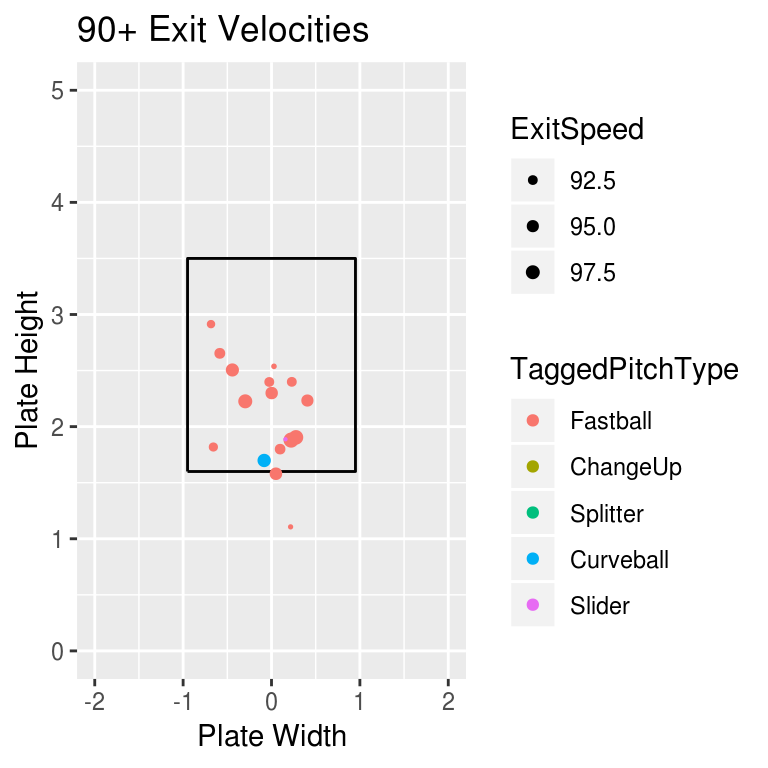 90+ Exit Velocities
5
4
3
2
1
0
Plate Height
-2 -1 0 1 2
Plate Width
ExitSpeed
92.5
95.0
97.5
TaggedPitchType
Fastball
ChangeUp
Splitter
Curveball
Slider